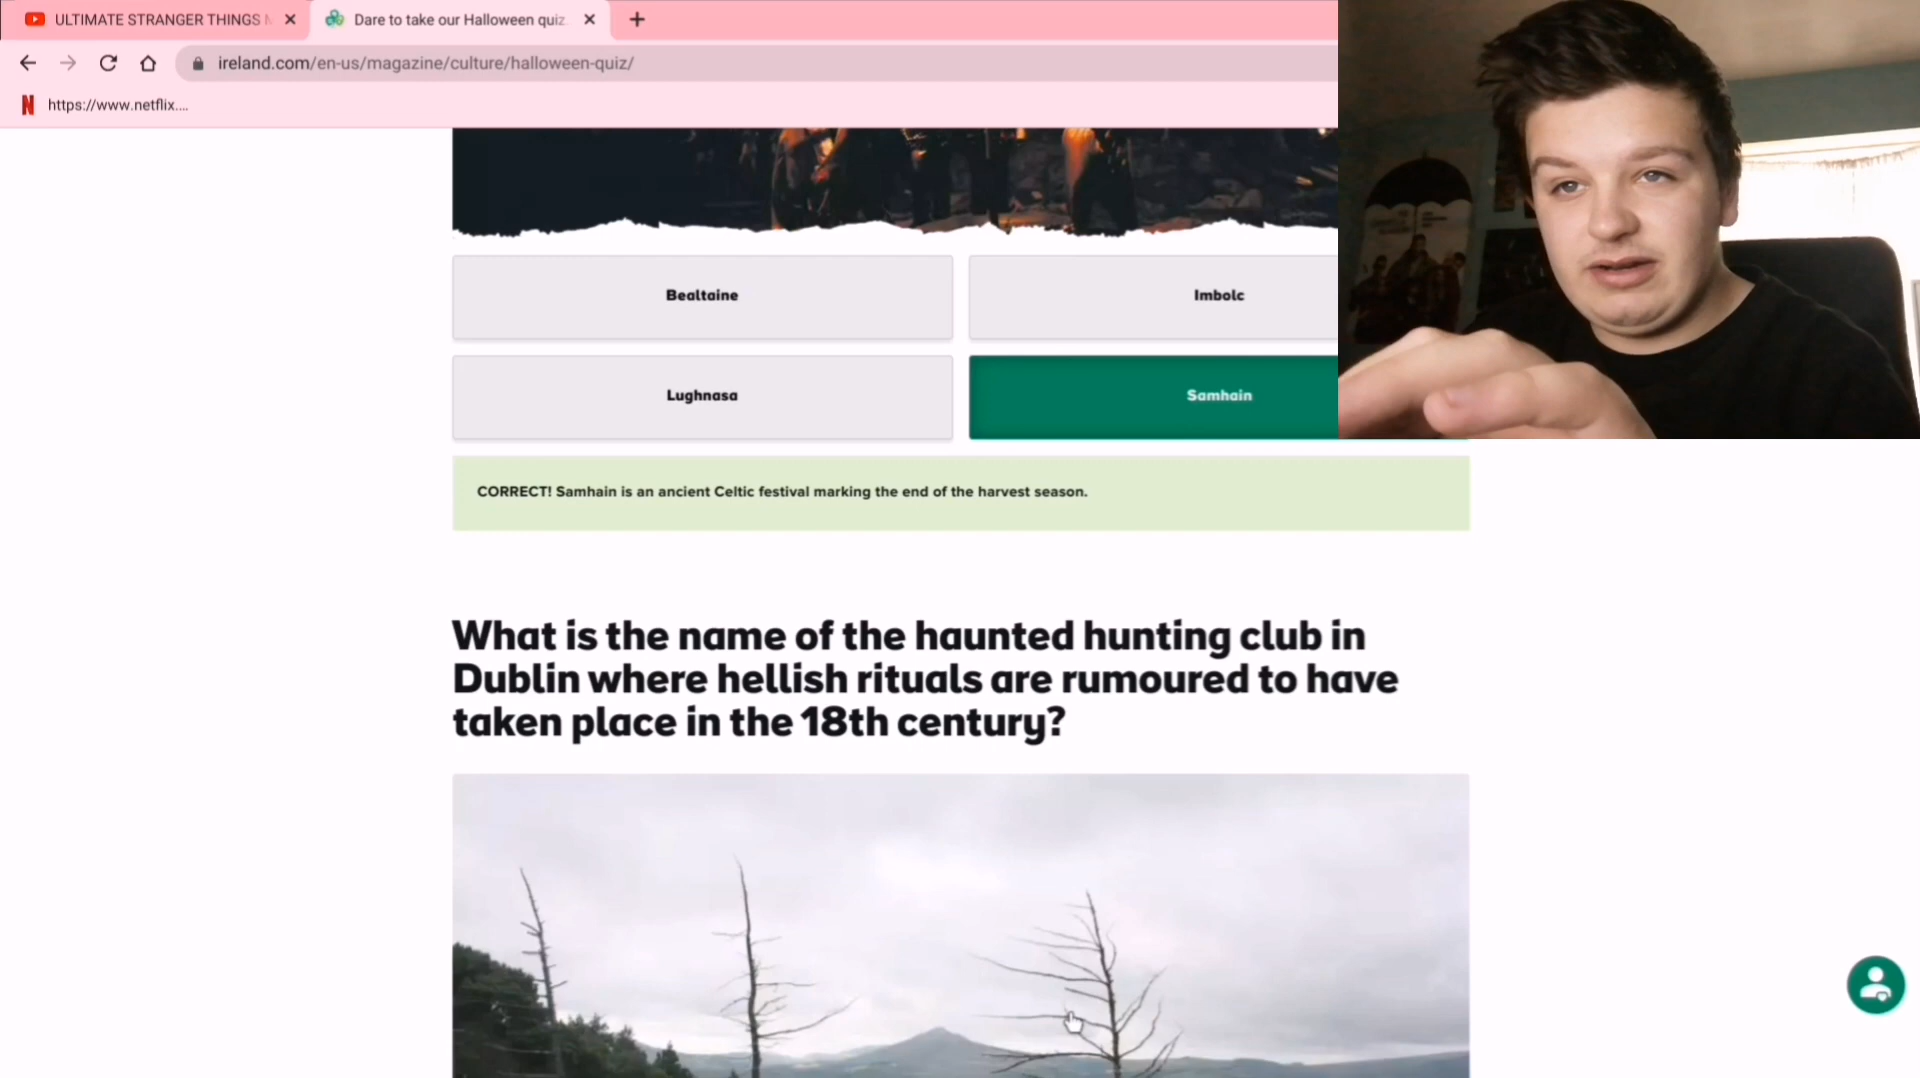 ULTIMATE STRANGER THINGS
Dare to take our Halloween quiz
ireland.com/en-us/magazine/culture/halloween-quiz/
N
https://www.netflix....
Bealtaine
Imbolc
Lughnasa
Samhain
CORRECT! Samhain is an ancient Celtic festival marking the end of the harvest season.
What is the name of the haunted hunting club in
Dublin where hellish rituals are rumoured to have
taken place in the 18th century?